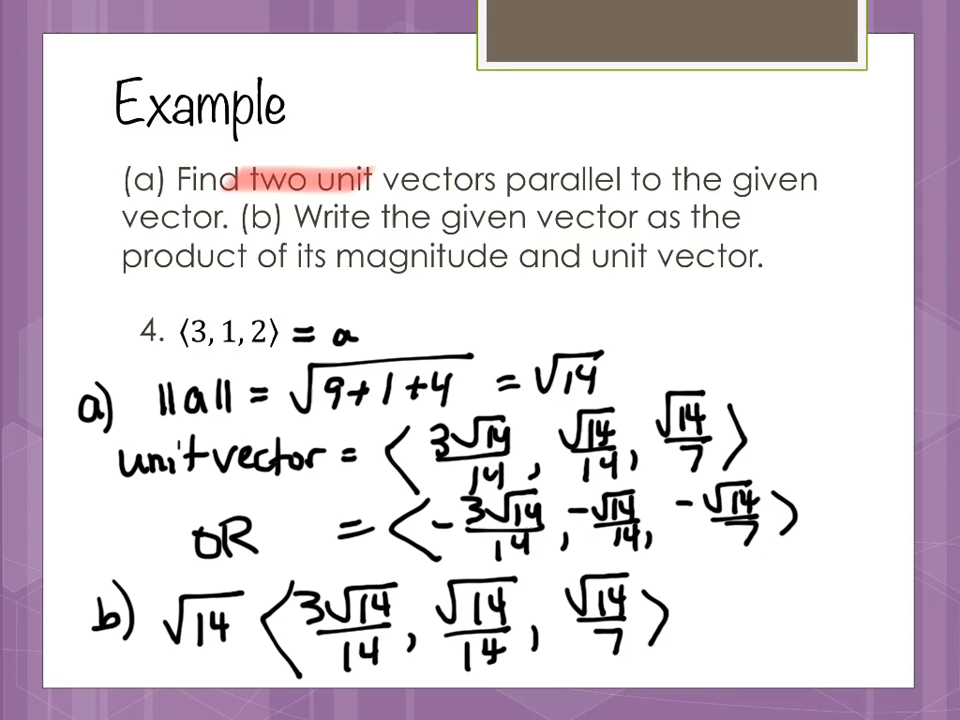 Example
(a) Find two unit vectors parallel to the given
vector. (b) Write the given vector as the
product of its magnitude and unit vector.
4. ⟨3, 1, 2⟩ = a
a) ||a|| = √(9+1+4) = √14
unit vector = ⟨3√14/14, √14/14, √14/7⟩
OR = ⟨-3√14/14, -√14/14, -√14/7⟩
b) √14 ⟨3√14/14, √14/14, √14/7⟩